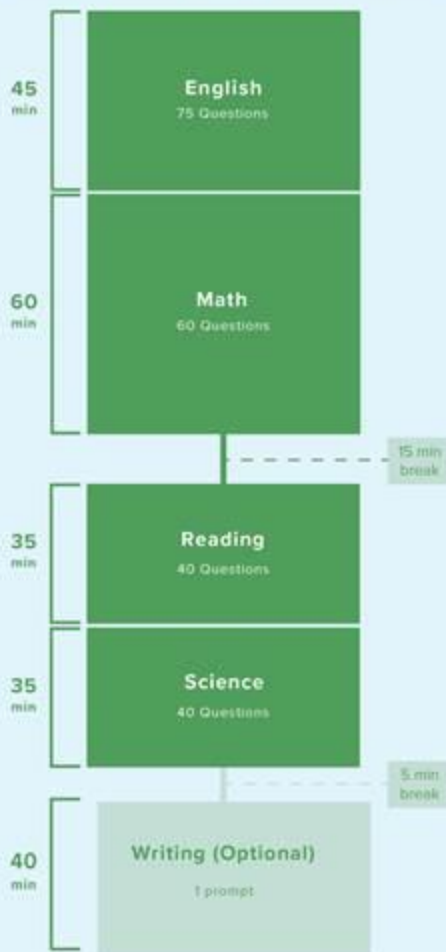 45
min
English
75 Questions
60
min
Math
60 Questions
15 min
break
35
min
Reading
40 Questions
35
min
Science
40 Questions
5 min
break
40
min
Writing (Optional)
1 prompt